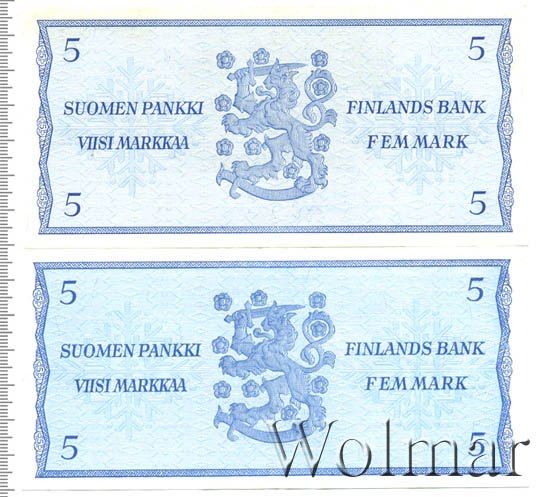 5 5
SUOMEN PANKKI FINLANDS BANK
VIISI MARKKAA FEM MARK
5 5
5 5
SUOMEN PANKKI FINLANDS BANK
VIISI MARKKAA FEM MARK
5 5
Wolmar